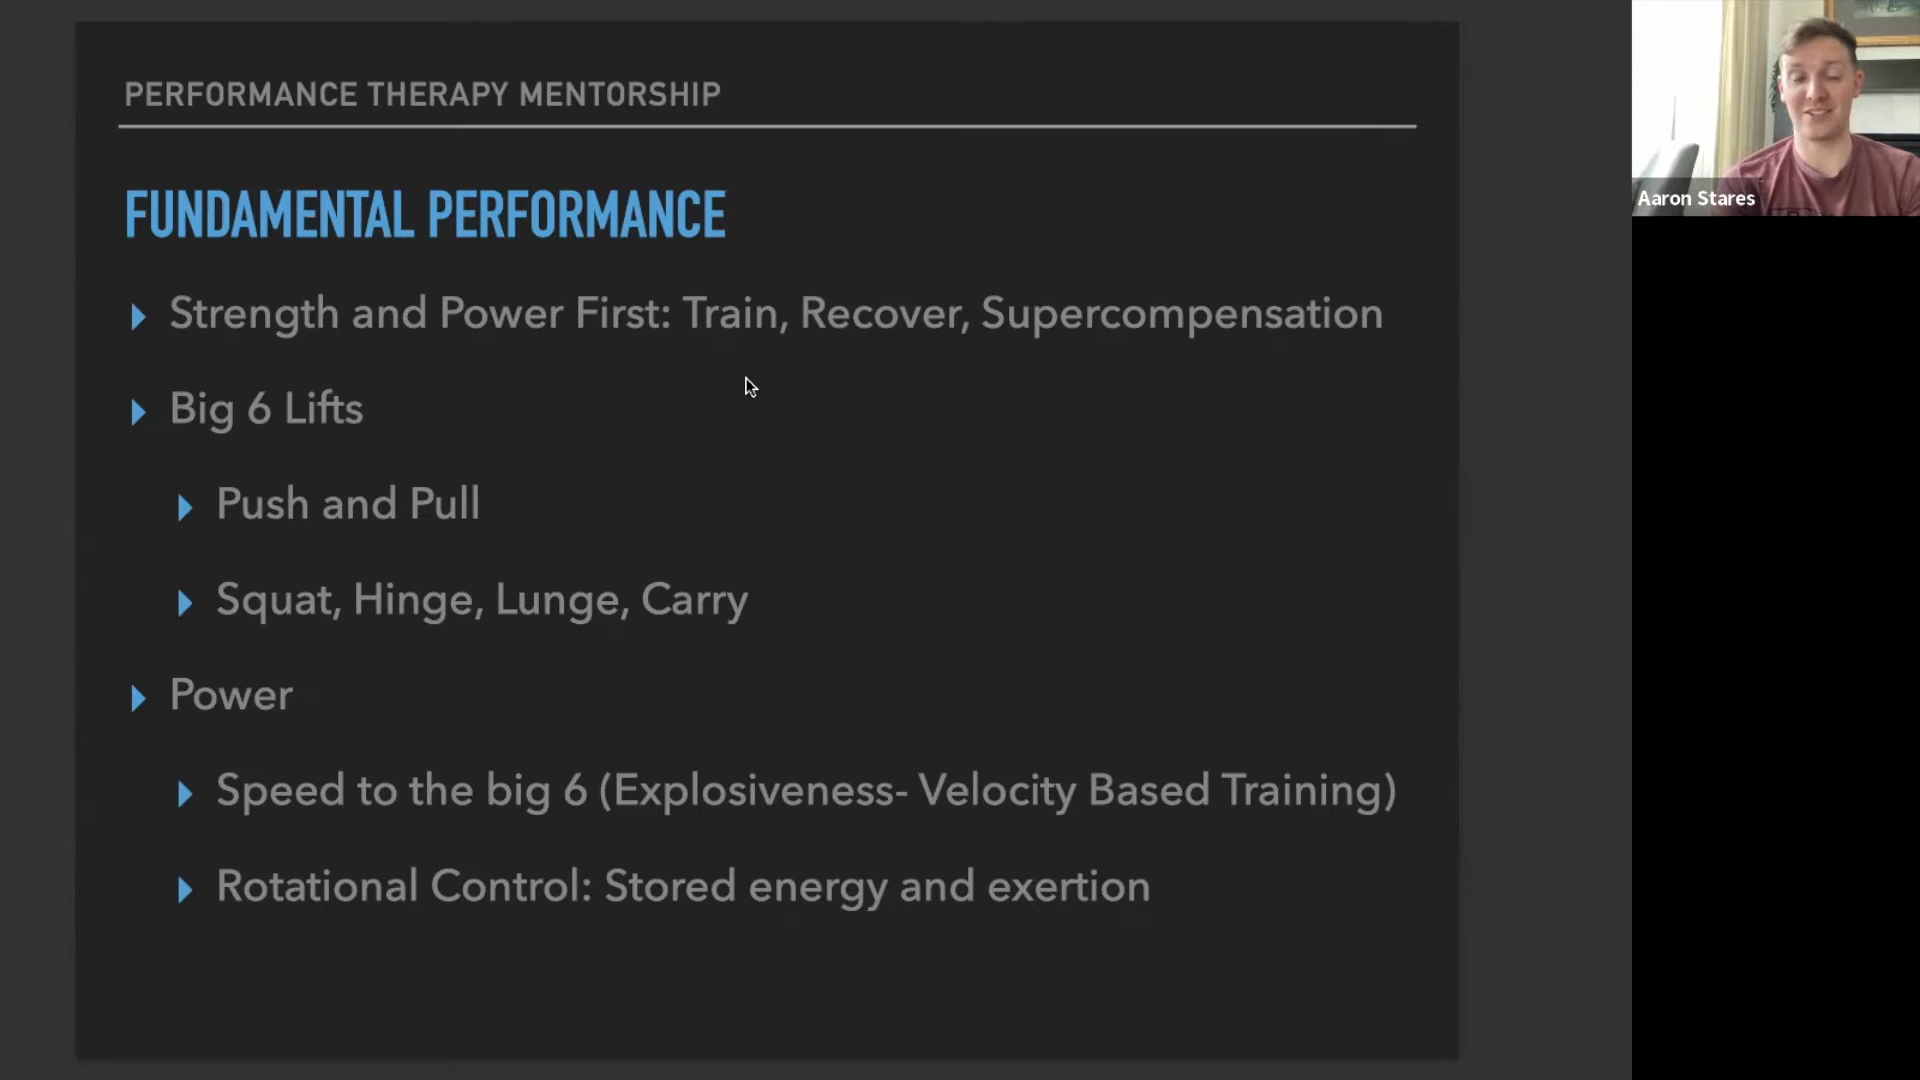 PERFORMANCE THERAPY MENTORSHIP
FUNDAMENTAL PERFORMANCE
Strength and Power First: Train, Recover, Supercompensation
Big 6 Lifts
Push and Pull
Squat, Hinge, Lunge, Carry
Power
Speed to the big 6 (Explosiveness- Velocity Based Training)
Rotational Control: Stored energy and exertion
Aaron Stares